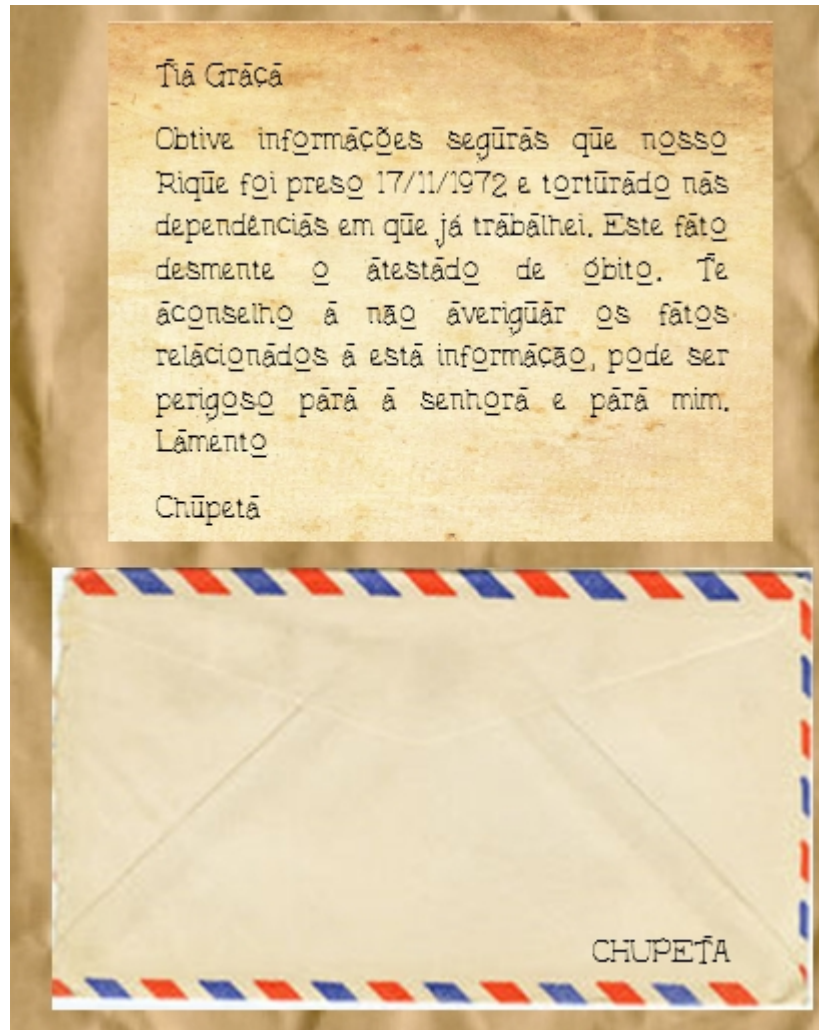 Tia Graça
Obtive informações seguras que nosso
Rique foi preso 17/11/1972 e torturado nas
dependências em que já trabalhei. Este fato
desmente o atestado de óbito. Te
aconselho a não averiguar os fatos
relacionados a esta informação, pode ser
perigoso para a senhora e para mim.
Lamento
Chupeta
CHUPETA